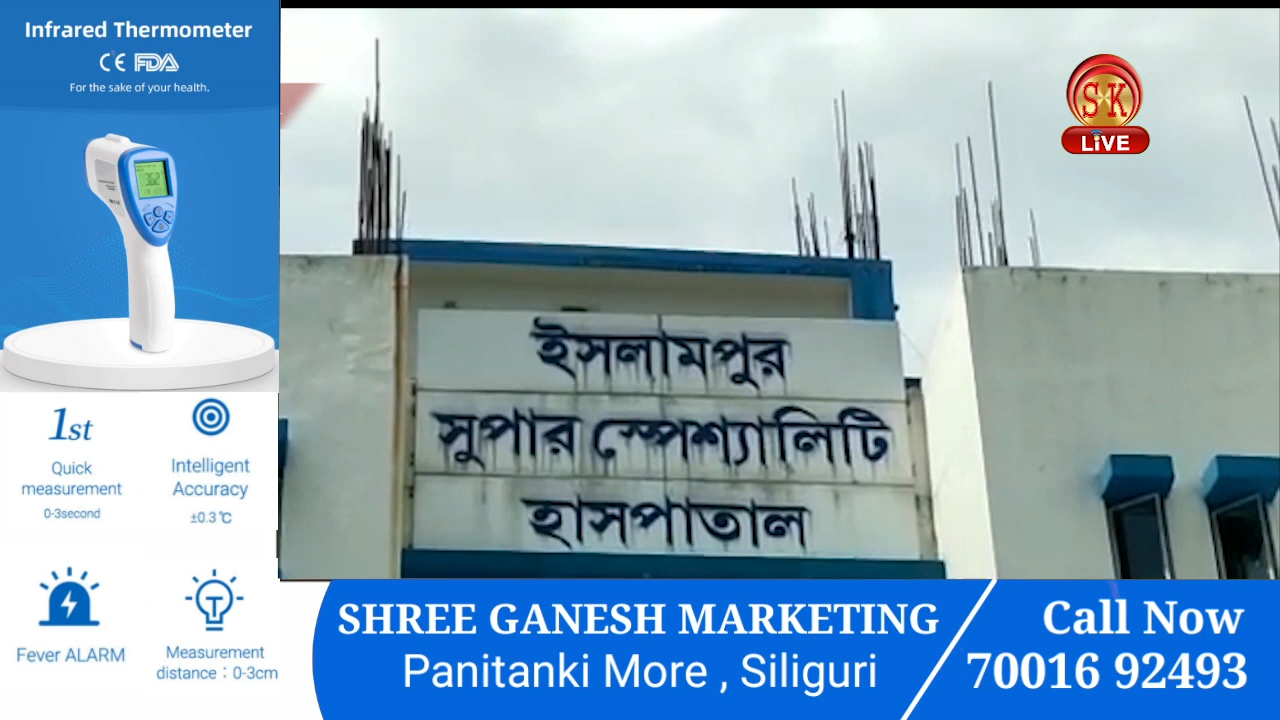 Infrared Thermometer
CE FDA
For the sake of your health.
1st
Quick
measurement
0-3second
Intelligent
Accuracy
±0.3℃
Fever ALARM
Measurement
distance：0-3cm
SK
LiVE
ইসলামপুর
সুপার স্পেশ্যালিটি
হাসপাতাল
SHREE GANESH MARKETING
Panitanki More , Siliguri
Call Now
70016 92493